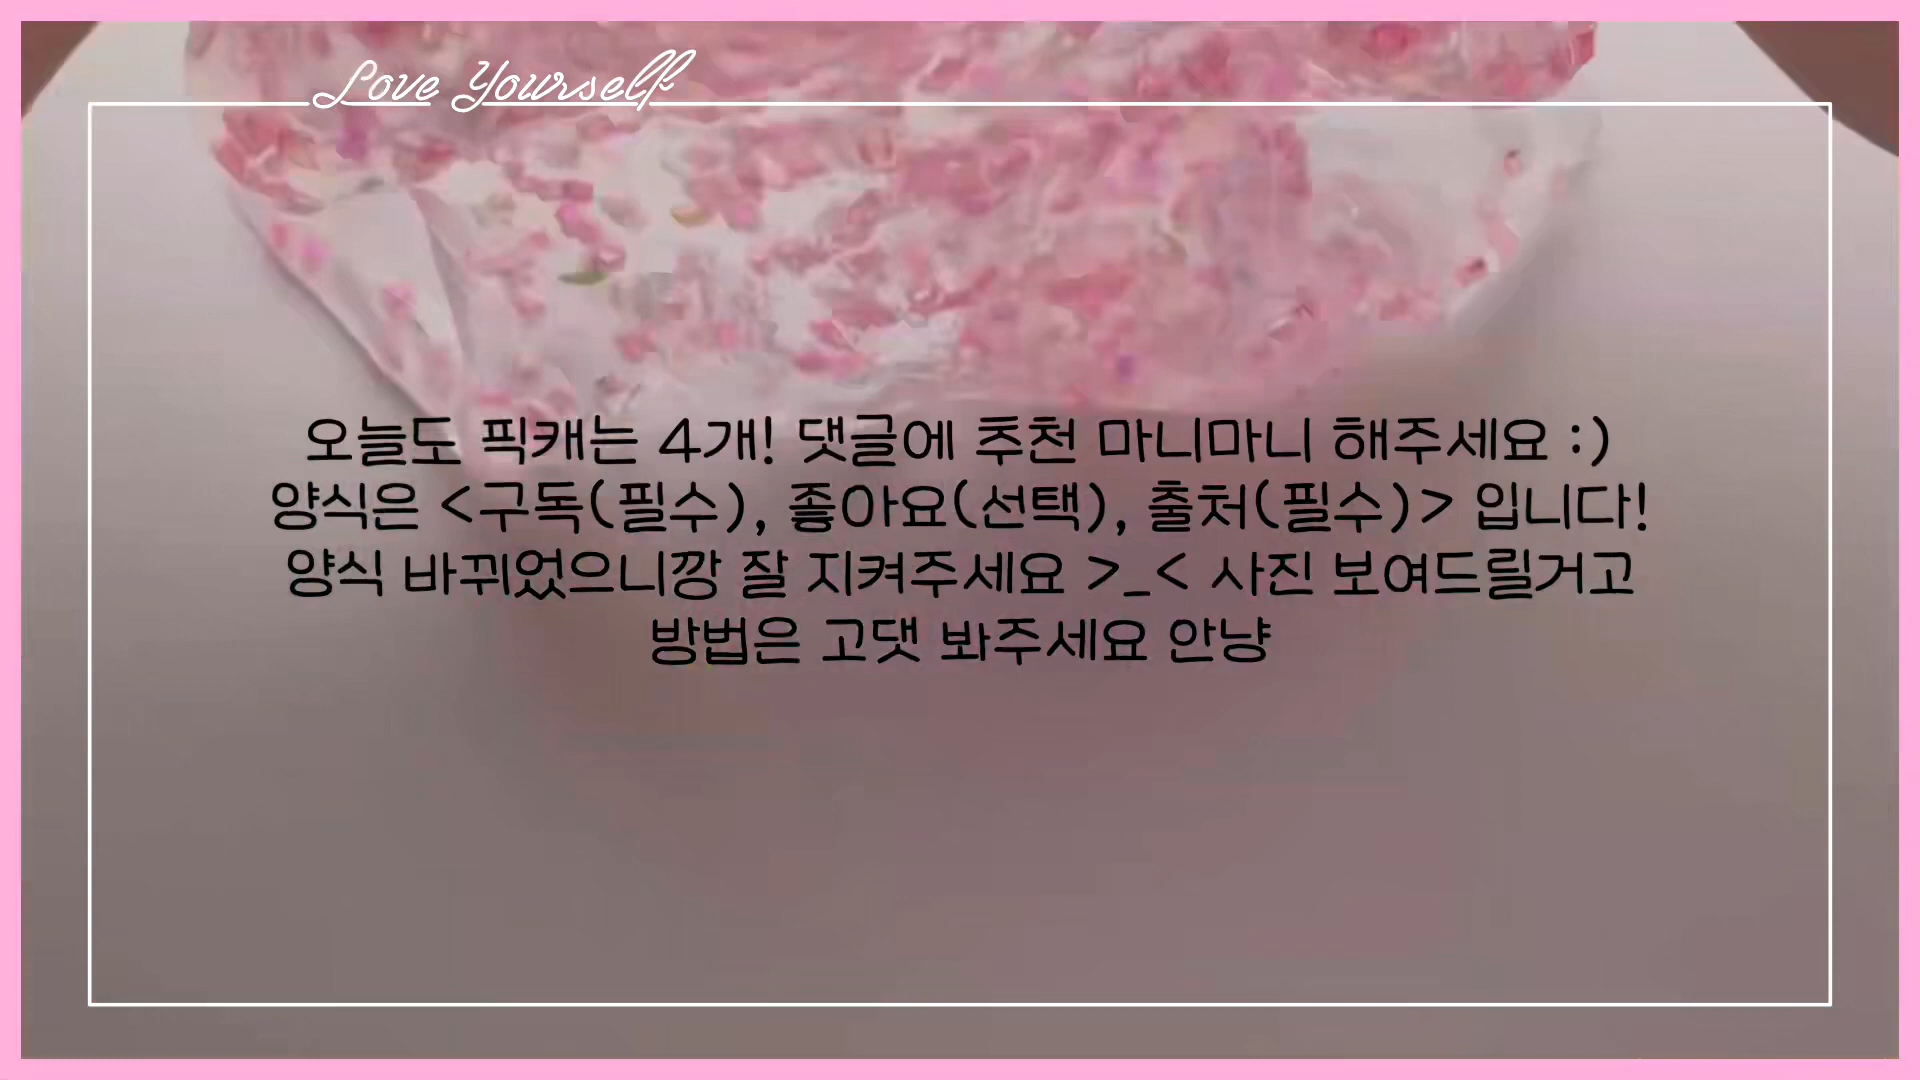 Love Yourself
오늘도 픽캐는 4개! 댓글에 추천 마니마니 해주세요 :)
양식은 <구독(필수), 좋아요(선택), 출처(필수)> 입니다!
양식 바뀌었으니깡 잘 지켜주세요 >_< 사진 보여드릴거고
방법은 고댓 봐주세요 안냥